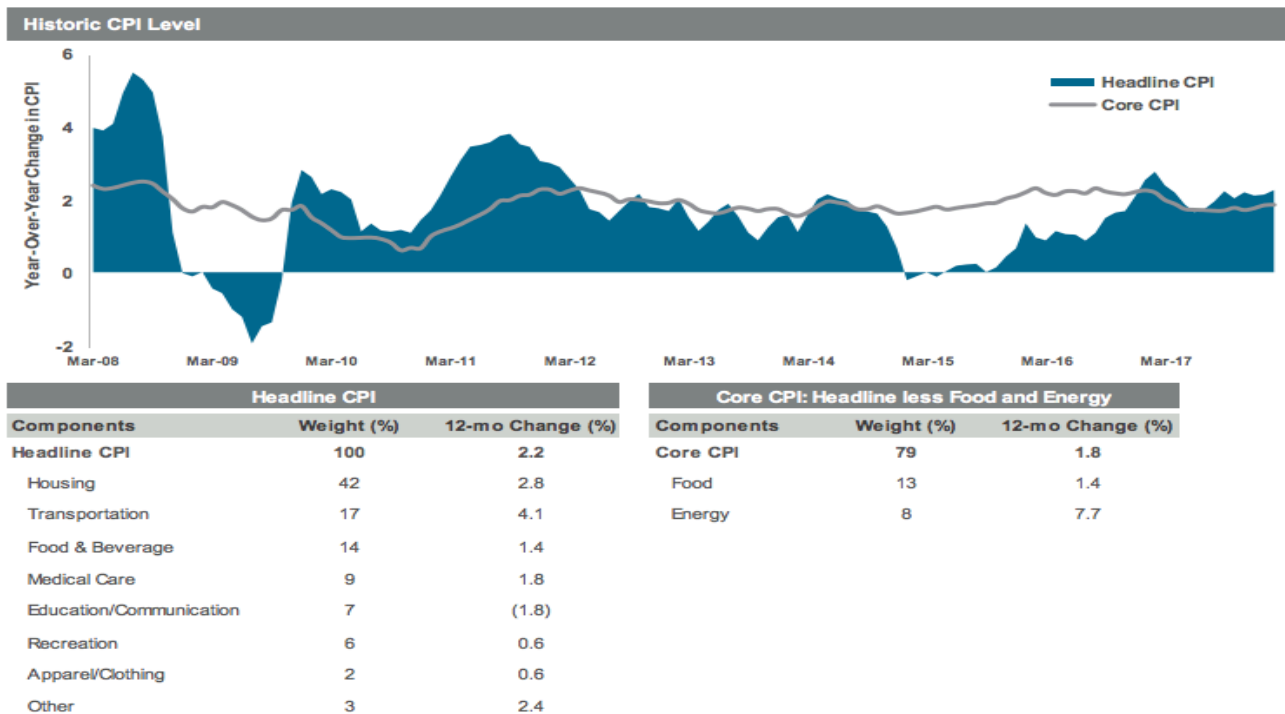 Historic CPI Level
Year-Over-Year Change in CPI
6
4
2
0
-2
Headline CPI
Core CPI
Mar-08 Mar-09 Mar-10 Mar-11 Mar-12 Mar-13 Mar-14 Mar-15 Mar-16 Mar-17
Headline CPI
Components Weight (%) 12-mo Change (%)
Headline CPI 100 2.2
Housing 42 2.8
Transportation 17 4.1
Food & Beverage 14 1.4
Medical Care 9 1.8
Education/Communication 7 (1.8)
Recreation 6 0.6
Apparel/Clothing 2 0.6
Other 3 2.4
Core CPI: Headline less Food and Energy
Components Weight (%) 12-mo Change (%)
Core CPI 79 1.8
Food 13 1.4
Energy 8 7.7